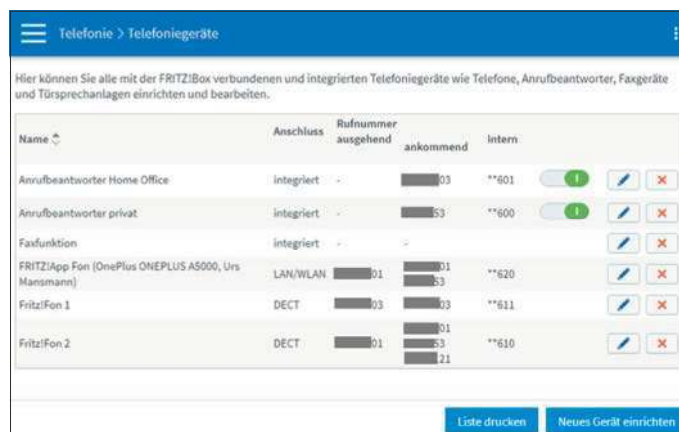 Telefonie > Telefoniegeräte
Hier können Sie alle mit der FRITZ!Box verbundenen und integrierten Telefoniegeräte wie Telefone, Anrufbeantworter, Faxgeräte
und Türsprechanlagen einrichten und bearbeiten.
Name Anschluss Rufnummer ausgehend ankommend Intern
Anrufbeantworter Home Office integriert - 03 **601
Anrufbeantworter privat integriert - 53 **600
Faxfunktion integriert - -
FRITZ!App Fon (OnePlus ONEPLUS A5000, Urs
Mansmann) LAN/WLAN 01 01 53 **620
Fritz!Fon 1 DECT 03 03 **611
Fritz!Fon 2 DECT 01 01 53 21 **610
Liste drucken Neues Gerät einrichten